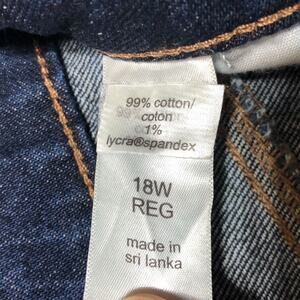 99% cotton/
coton
1%
lycra®spandex
18W
REG
made in
sri lanka